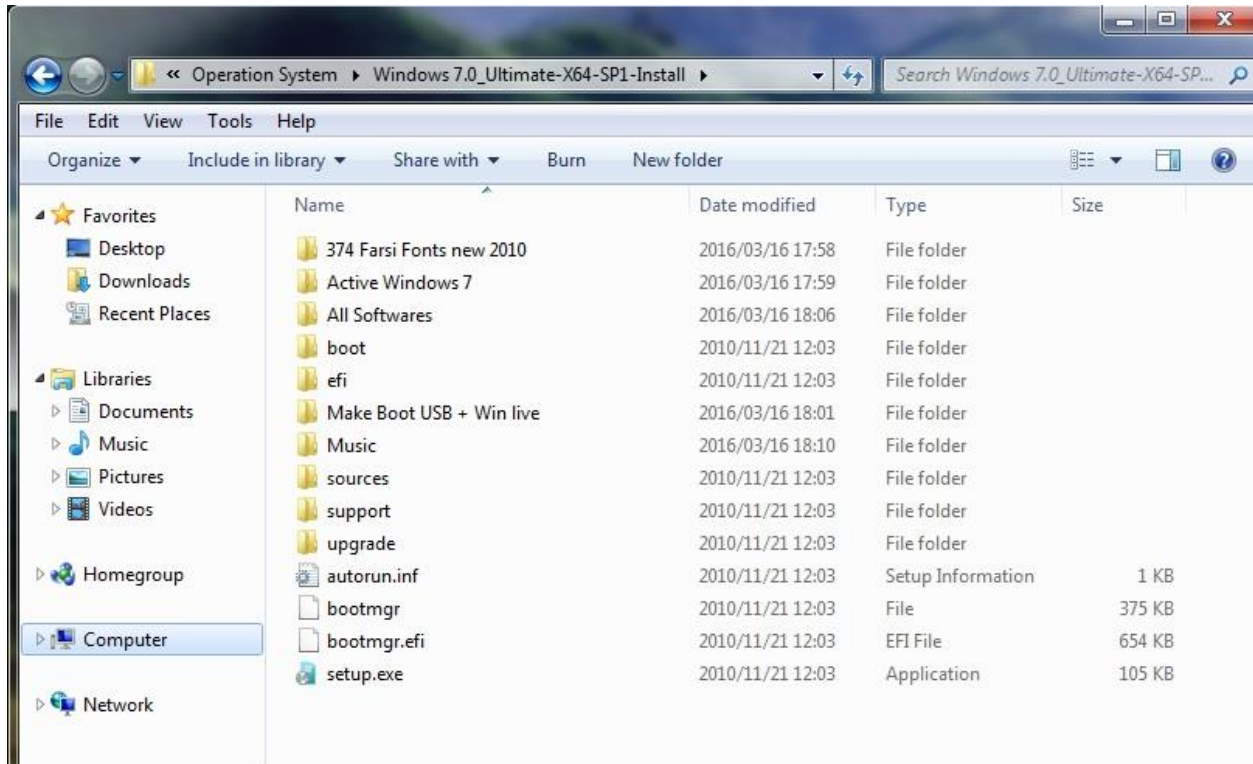 « Operation System ▸ Windows 7.0_Ultimate-X64-SP1-Install ▸ Search Windows 7.0_Ultimate-X64-SP...
File Edit View Tools Help
Organize Include in library Share with Burn New folder
Name Date modified Type Size
Favorites
Desktop
Downloads
Recent Places
Libraries
Documents
Music
Pictures
Videos
Homegroup
Computer
Network
374 Farsi Fonts new 2010 2016/03/16 17:58 File folder
Active Windows 7 2016/03/16 17:59 File folder
All Softwares 2016/03/16 18:06 File folder
boot 2010/11/21 12:03 File folder
efi 2010/11/21 12:03 File folder
Make Boot USB + Win live 2016/03/16 18:01 File folder
Music 2016/03/16 18:10 File folder
sources 2010/11/21 12:03 File folder
support 2010/11/21 12:03 File folder
upgrade 2010/11/21 12:03 File folder
autorun.inf 2010/11/21 12:03 Setup Information 1 KB
bootmgr 2010/11/21 12:03 File 375 KB
bootmgr.efi 2010/11/21 12:03 EFI File 654 KB
setup.exe 2010/11/21 12:03 Application 105 KB